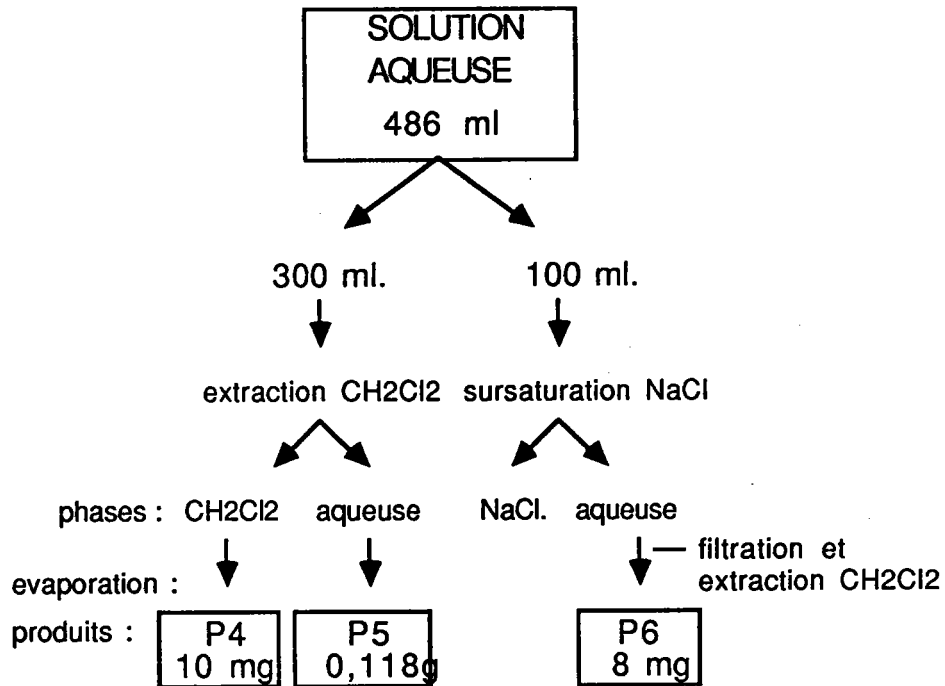 SOLUTION
AQUEUSE
486 ml
300 ml. 100 ml.
extraction CH2Cl2 sursaturation NaCl
phases : CH2Cl2 aqueuse NaCl. aqueuse
filtration et
extraction CH2Cl2
evaporation :
produits : P4 P5 P6
10 mg 0,118g 8 mg